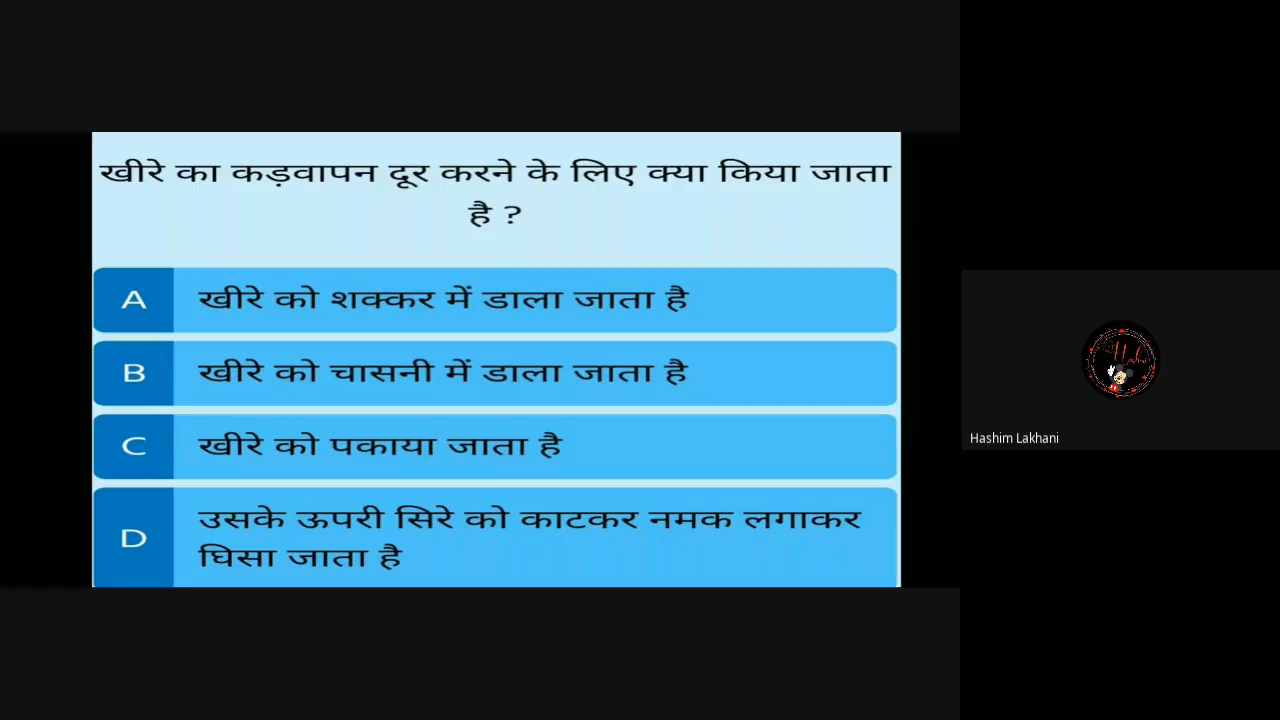 खीरे का कड़वापन दूर करने के लिए क्या किया जाता
है ?
A खीरे को शक्कर में डाला जाता है
B खीरे को चासनी में डाला जाता है
C खीरे को पकाया जाता है
D उसके ऊपरी सिरे को काटकर नमक लगाकर
घिसा जाता है
Hashim Lakhani